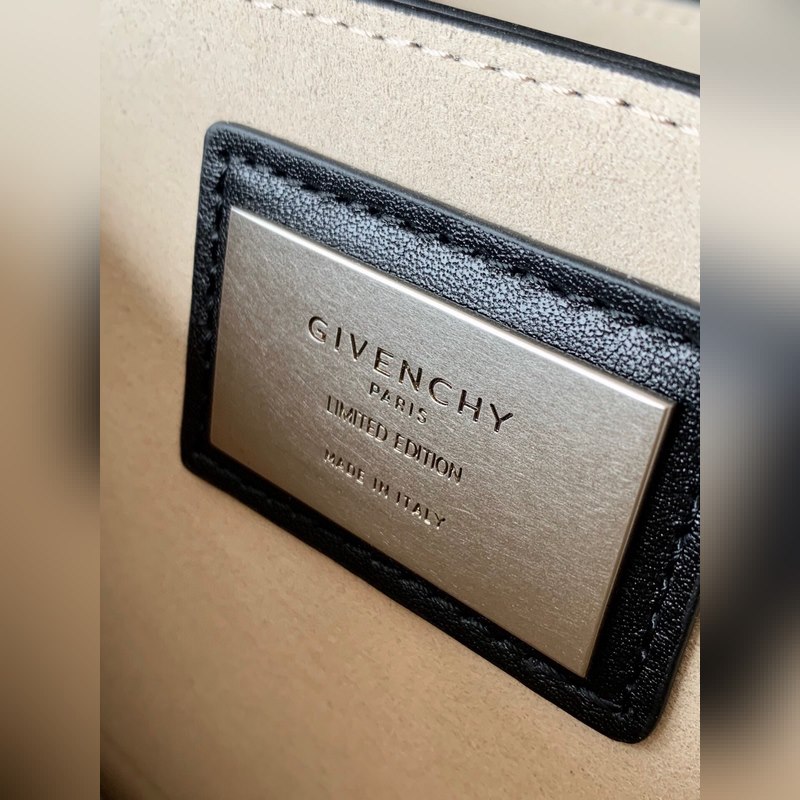 GIVENCHY
PARIS
LIMITED EDITION
MADE IN ITALY